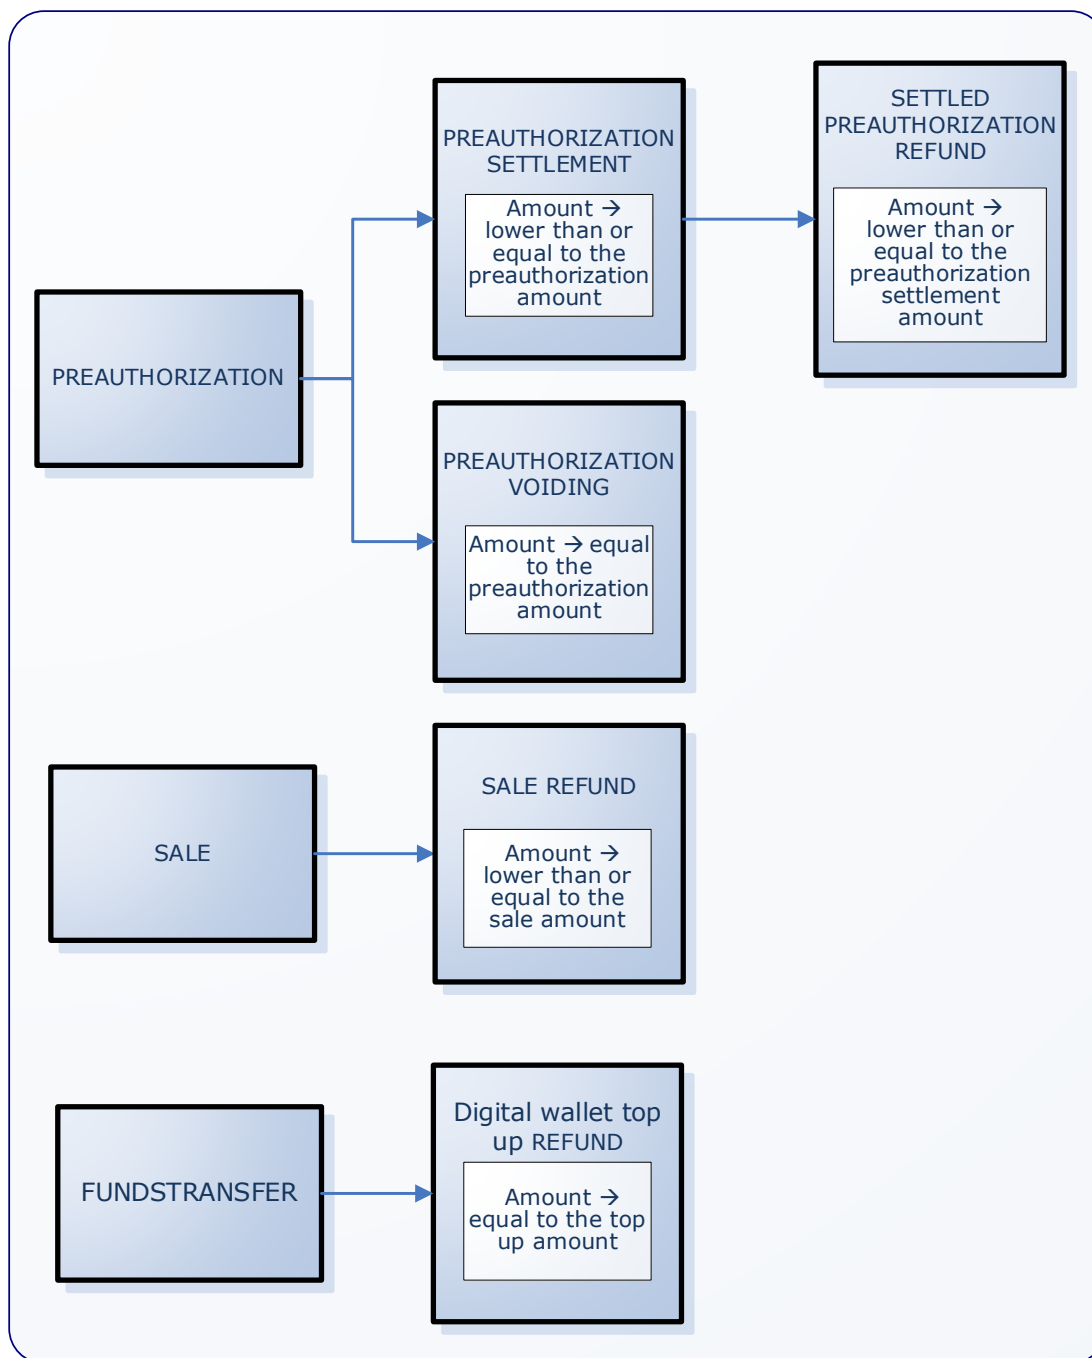 PREAUTHORIZATION
PREAUTHORIZATION
SETTLEMENT
Amount →
lower than or
equal to the
preauthorization
amount
SETTLED
PREAUTHORIZATION
REFUND
Amount →
lower than or
equal to the
preauthorization
settlement
amount
PREAUTHORIZATION
VOIDING
Amount → equal
to the
preauthorization
amount
SALE
SALE REFUND
Amount →
lower than or
equal to the
sale amount
FUNDSTRANSFER
Digital wallet top
up REFUND
Amount →
equal to the top
up amount